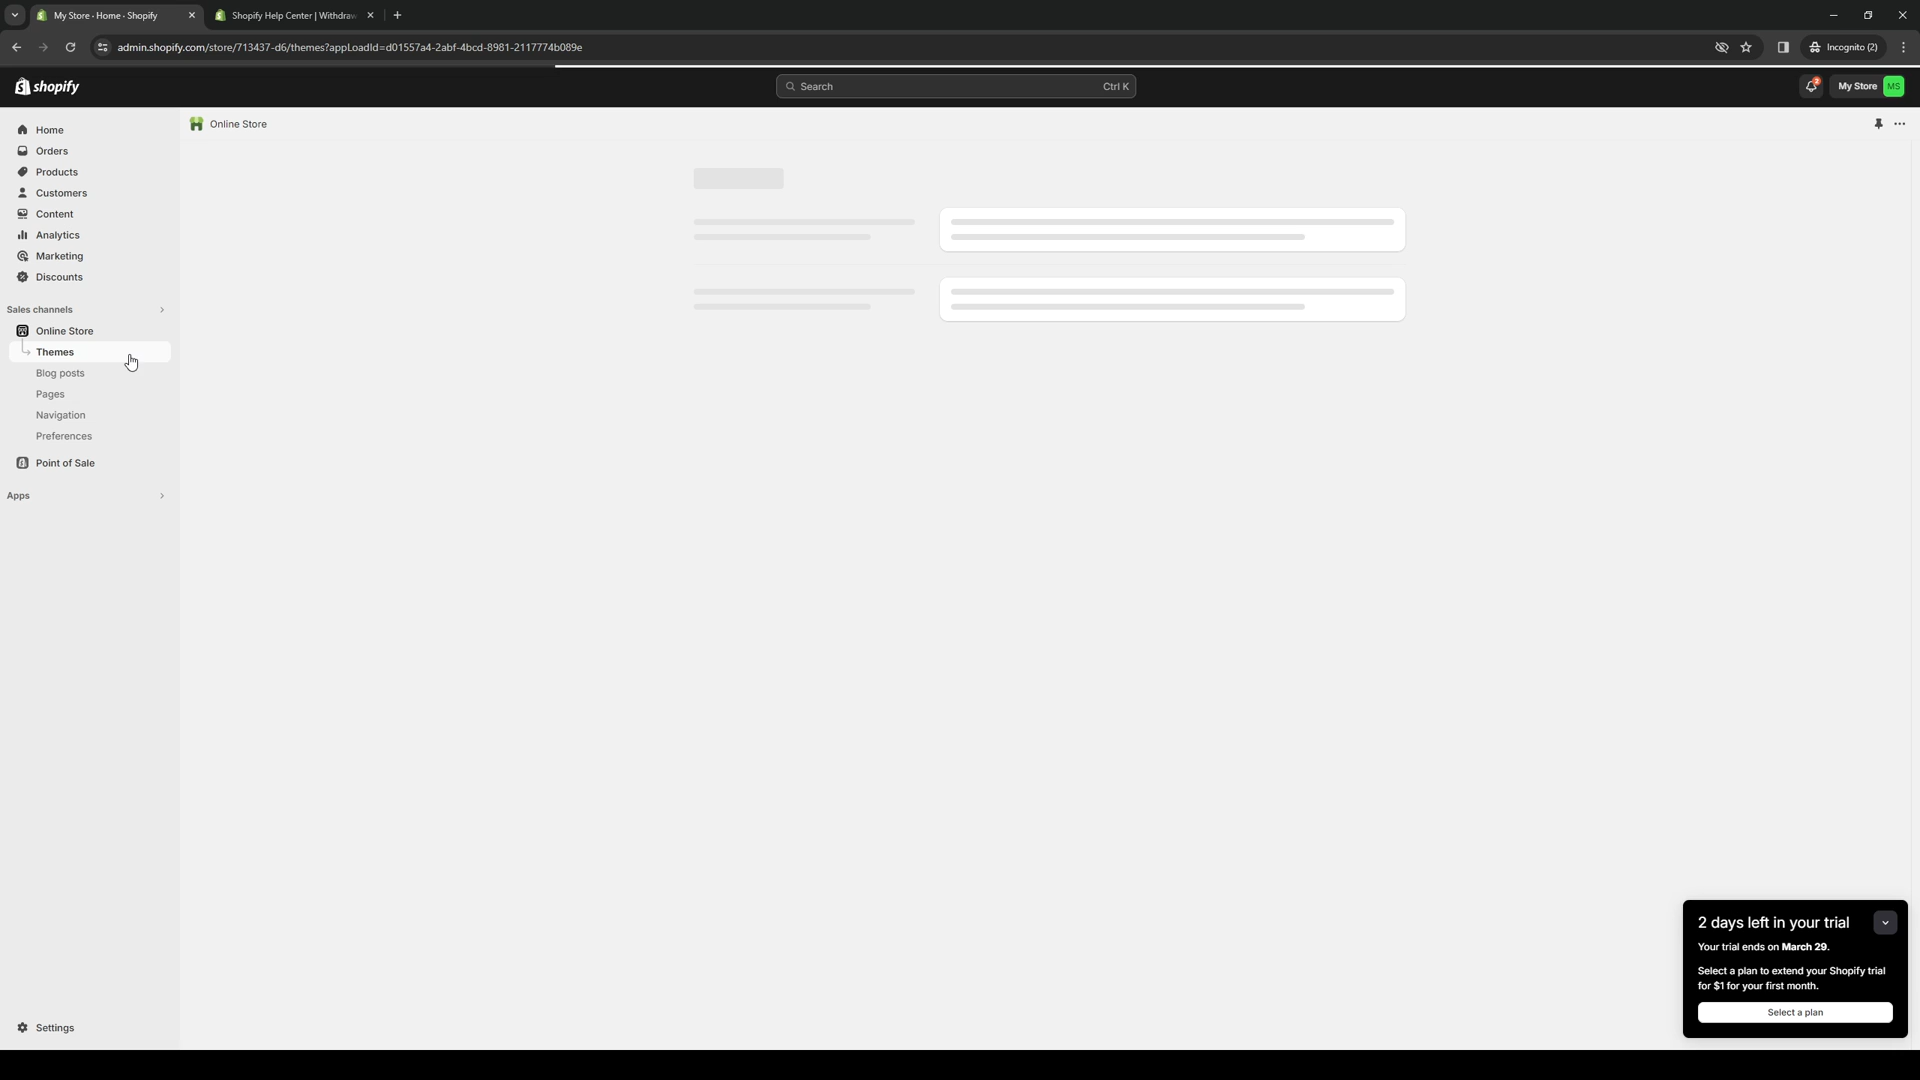 My Store - Home - Shopify
Shopify Help Center | Withdraw
admin.shopify.com/store/713437-d6/themes?appLoadId=d01557a4-2abf-4bcd-8981-2117774b089e
Incognito (2)
shopify
Search
Ctrl K
2
My Store
MS
Home
Orders
Products
Customers
Content
Analytics
Marketing
Discounts
Sales channels
Online Store
Themes
Blog posts
Pages
Navigation
Preferences
Point of Sale
Apps
Settings
Online Store
2 days left in your trial
Your trial ends on March 29.
Select a plan to extend your Shopify trial
for $1 for your first month.
Select a plan